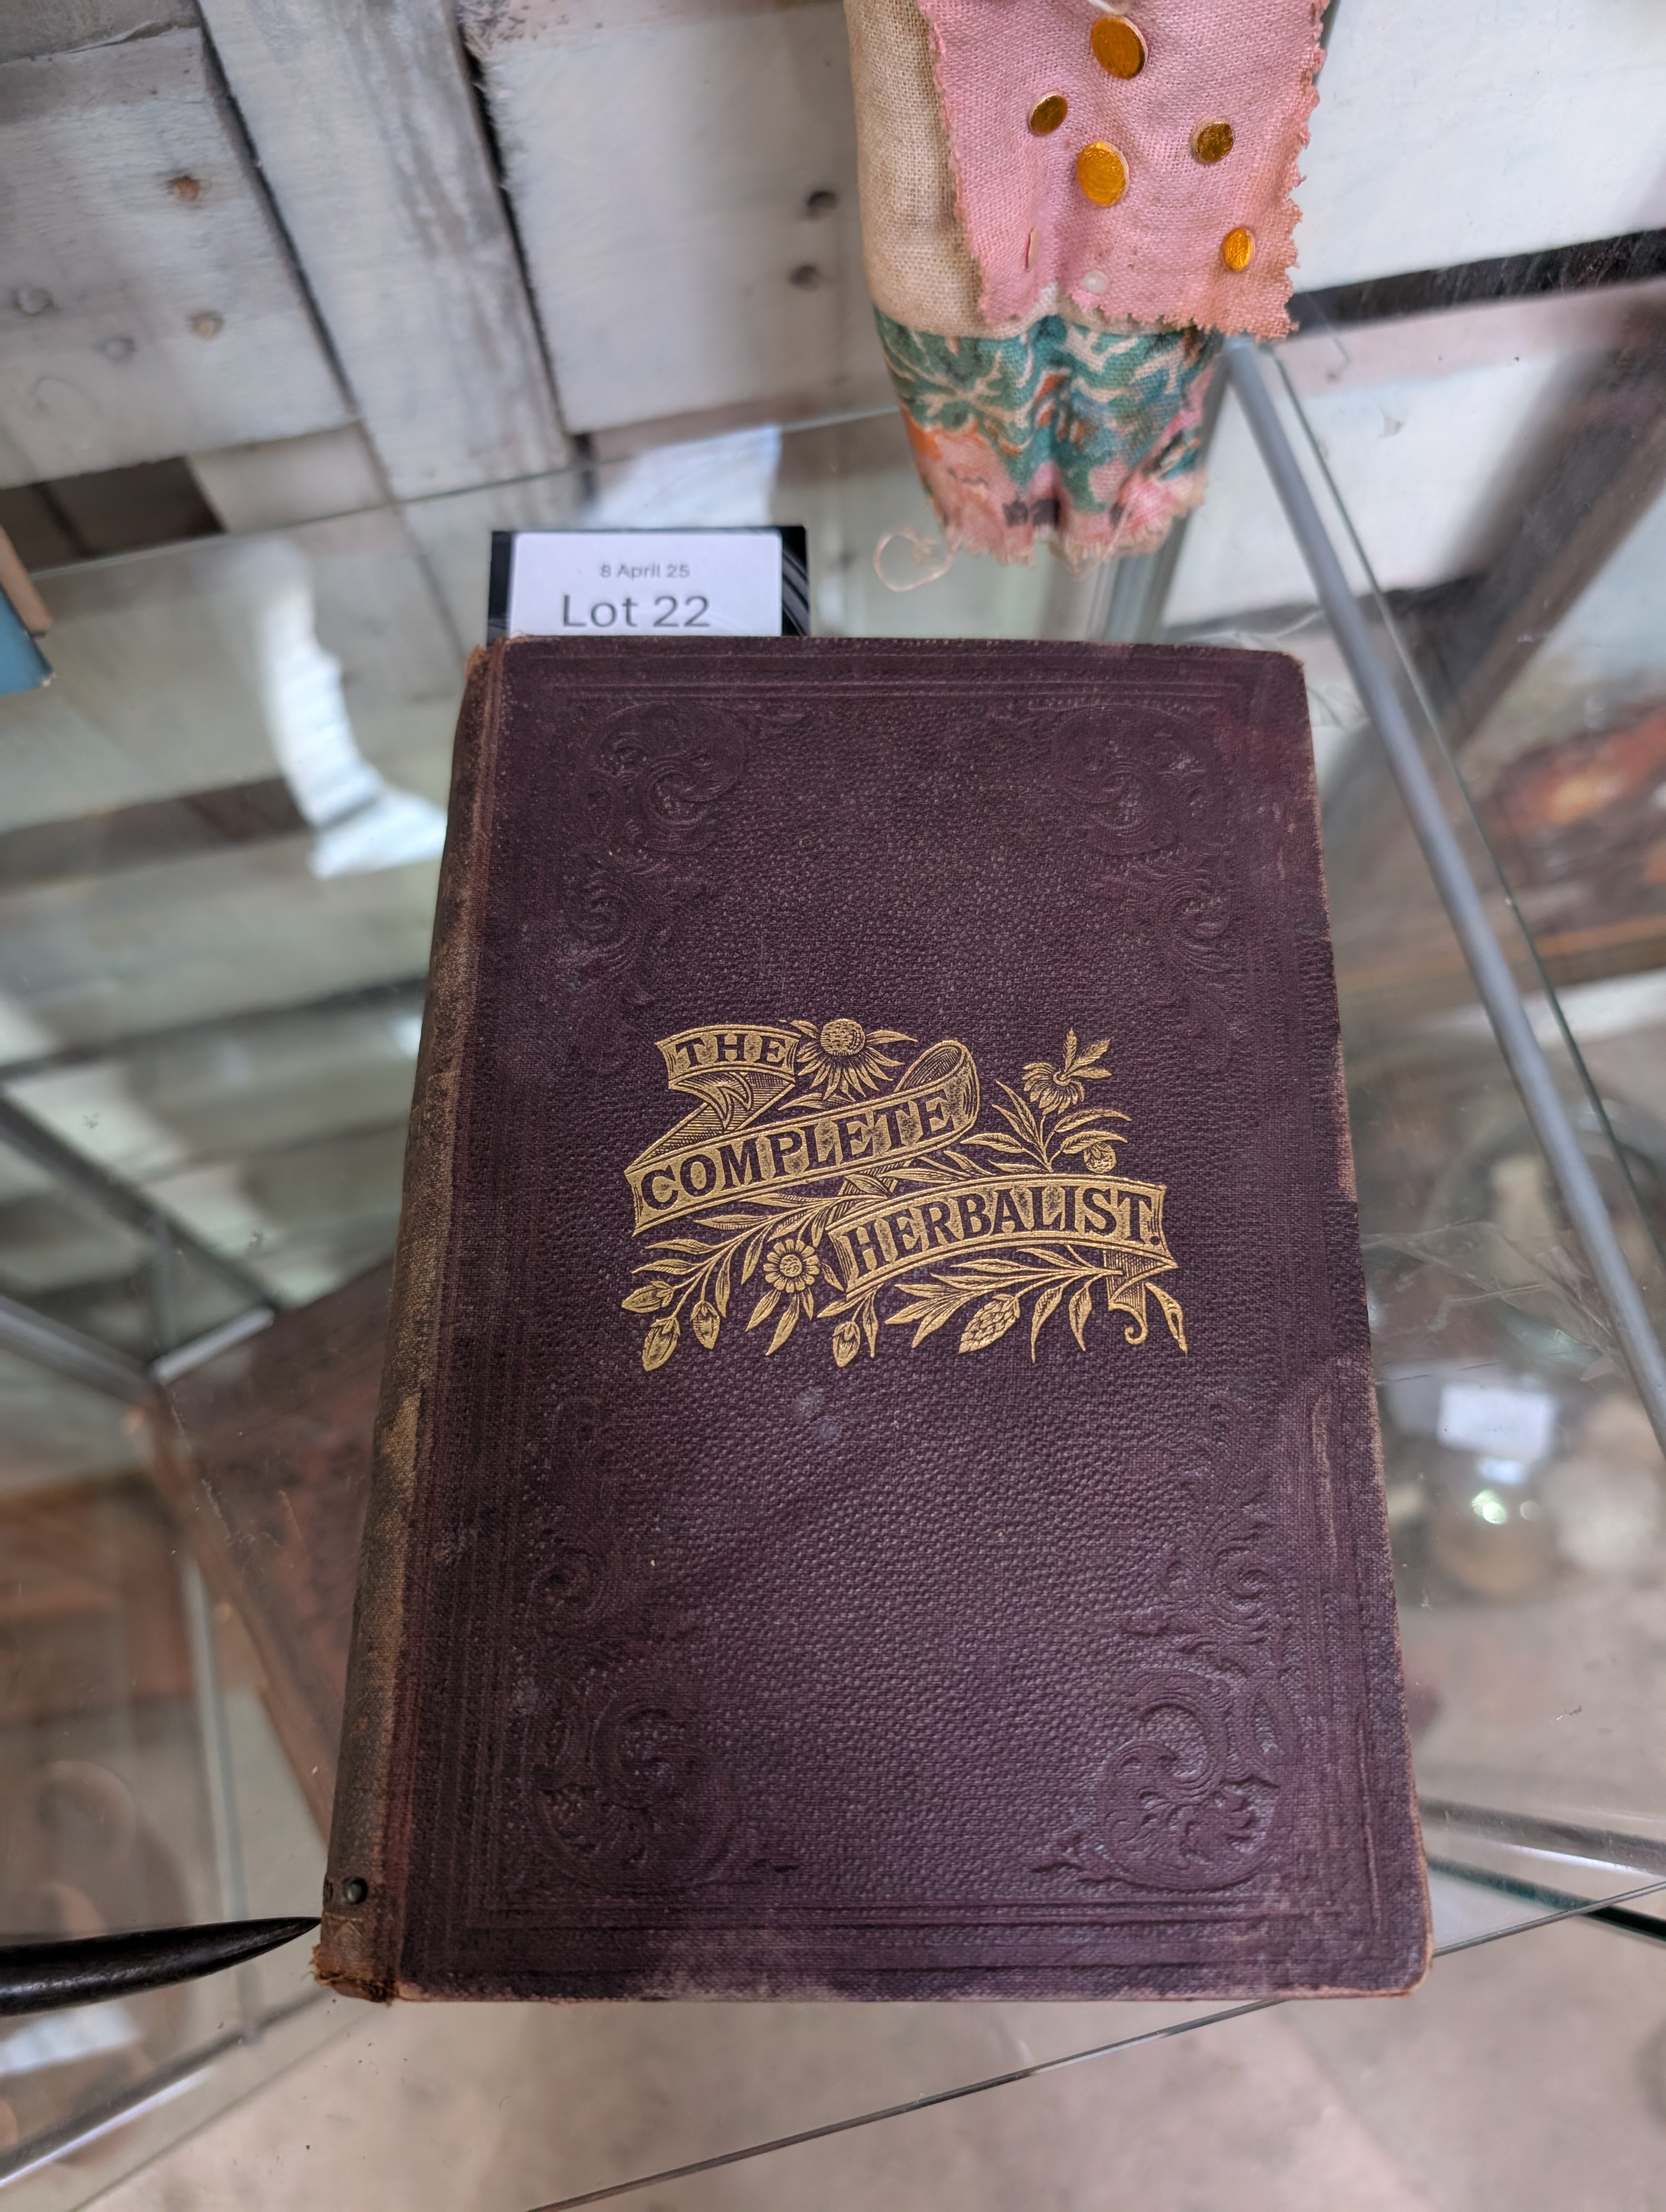 8 April 25
Lot 22
THE
COMPLETE
HERBALIST.